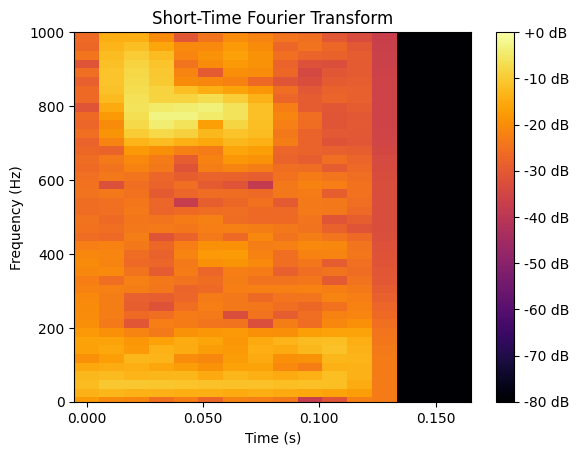 Short-Time Fourier Transform
1000
800
600
400
200
0
Frequency (Hz)
0.000
0.050
0.100
0.150
Time (s)
+0 dB
-10 dB
-20 dB
-30 dB
-40 dB
-50 dB
-60 dB
-70 dB
-80 dB